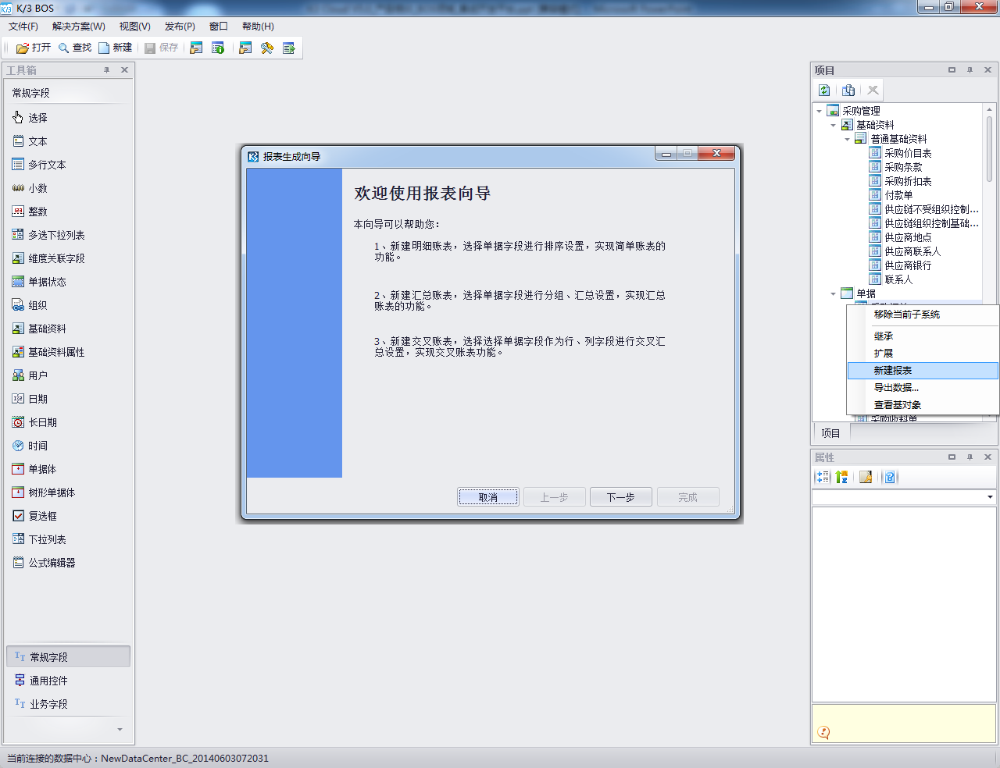 K/3 BOS
文件(F) 解决方案(W) 视图(V) 发布(P) 窗口 帮助(H)
打开 查找 新建 保存
工具箱
常规字段
选择
文本
多行文本
小数
整数
多选下拉列表
维度关联字段
单据状态
组织
基础资料
基础资料属性
用户
日期
长日期
时间
单据体
树形单据体
复选框
下拉列表
公式编辑器
常规字段
通用控件
业务字段
报表生成向导
欢迎使用报表向导
本向导可以帮助您：
1、新建明细账表，选择单据字段进行排序设置，实现简单账表的
功能。
2、新建汇总账表，选择单据字段进行分组、汇总设置，实现汇总
账表的功能。
3、新建交叉账表，选择选择单据字段作为行、列字段进行交叉汇
总设置，实现交叉账表功能。
取消 上一步 下一步 完成
项目
采购管理
基础资料
普通基础资料
采购价目表
采购条款
采购折扣表
付款单
供应链不受组织控制...
供应链组织控制基础...
供应商地点
供应商联系人
供应商银行
联系人
单据
移除当前子系统
继承
扩展
新建报表
导出数据...
查看基对象
采购收料单
项目
属性
当前连接的数据中心：NewDataCenter_BC_20140603072031